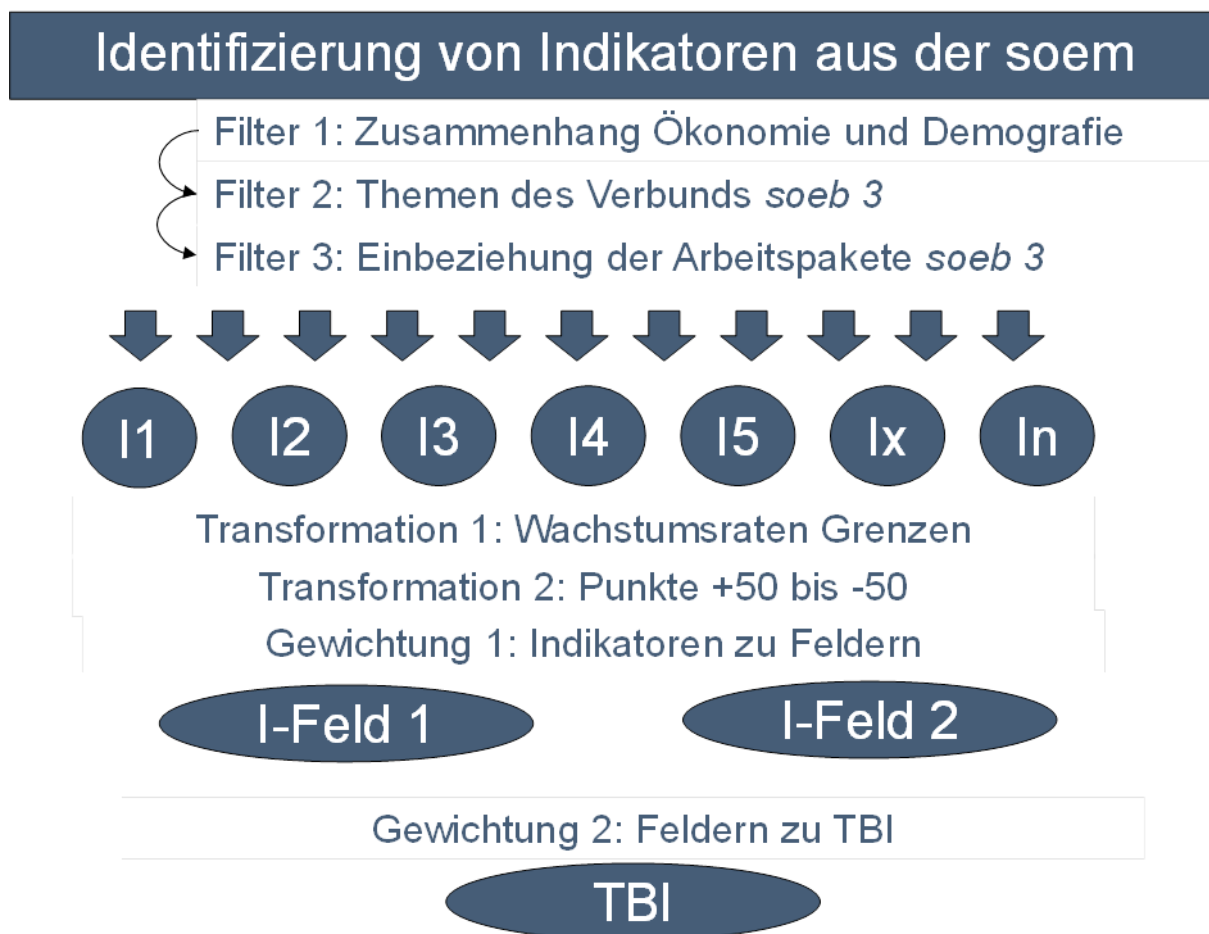 Identifizierung von Indikatoren aus der soem
Filter 1: Zusammenhang Ökonomie und Demografie
Filter 2: Themen des Verbunds soeb 3
Filter 3: Einbeziehung der Arbeitspakete soeb 3
I1 I2 I3 I4 I5 Ix In
Transformation 1: Wachstumsraten Grenzen
Transformation 2: Punkte +50 bis -50
Gewichtung 1: Indikatoren zu Feldern
I-Feld 1 I-Feld 2
Gewichtung 2: Feldern zu TBI
TBI